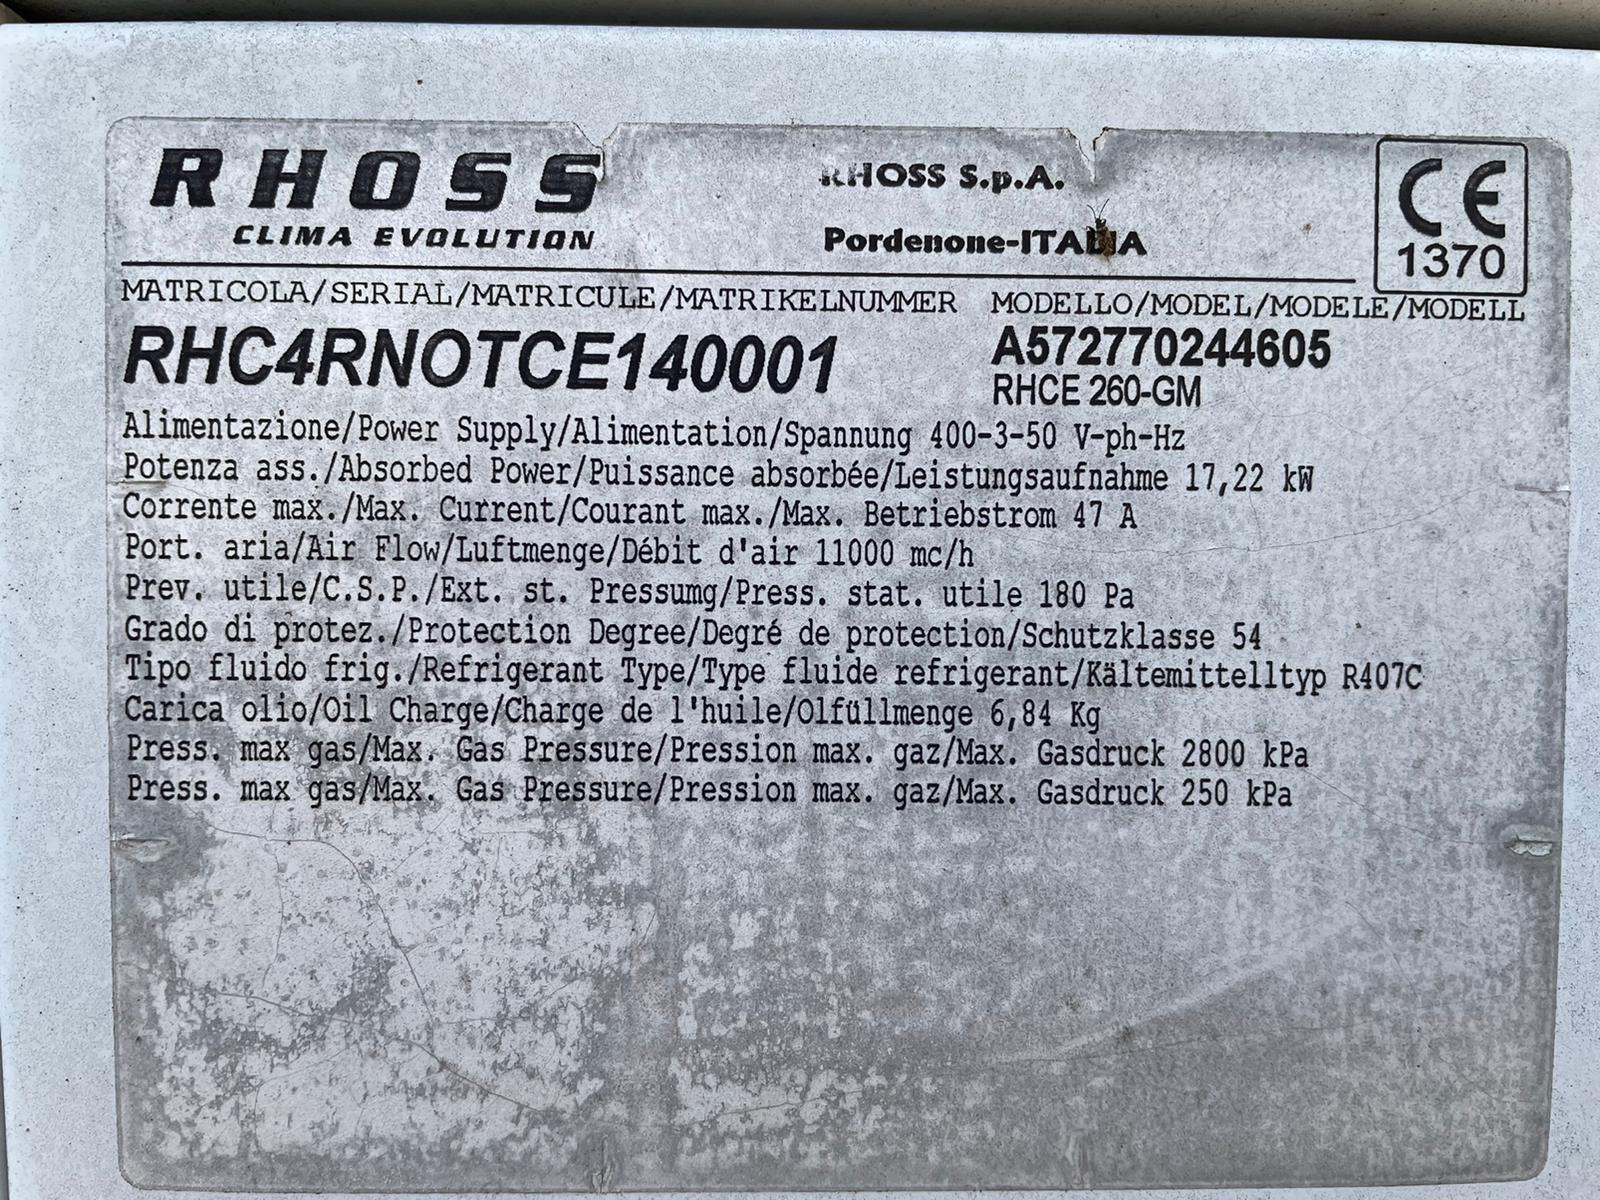 RHOSS
CLIMA EVOLUTION
RHOSS S.p.A.
Pordenone-ITALIA
CE
1370
MATRICOLA/SERIAL/MATRICULE/MATRIKELNUMMER
RHC4RNOTCE140001
MODELLO/MODEL/MODELE/MODELL
A572770244605
RHCE 260-GM
Alimentazione/Power Supply/Alimentation/Spannung 400-3-50 V-ph-Hz
Potenza ass./Absorbed Power/Puissance absorbée/Leistungsaufnahme 17,22 kW
Corrente max./Max. Current/Courant max./Max. Betriebstrom 47 A
Port. aria/Air Flow/Luftmenge/Débit d'air 11000 mc/h
Prev. utile/C.S.P./Ext. st. Pressumg/Press. stat. utile 180 Pa
Grado di protez./Protection Degree/Degré de protection/Schutzklasse 54
Tipo fluido frig./Refrigerant Type/Type fluide refrigerant/Kältemittelltyp R407C
Carica olio/Oil Charge/Charge de l'huile/Olfüllmenge 6,84 Kg
Press. max gas/Max. Gas Pressure/Pression max. gaz/Max. Gasdruck 2800 kPa
Press. max gas/Max. Gas Pressure/Pression max. gaz/Max. Gasdruck 250 kPa